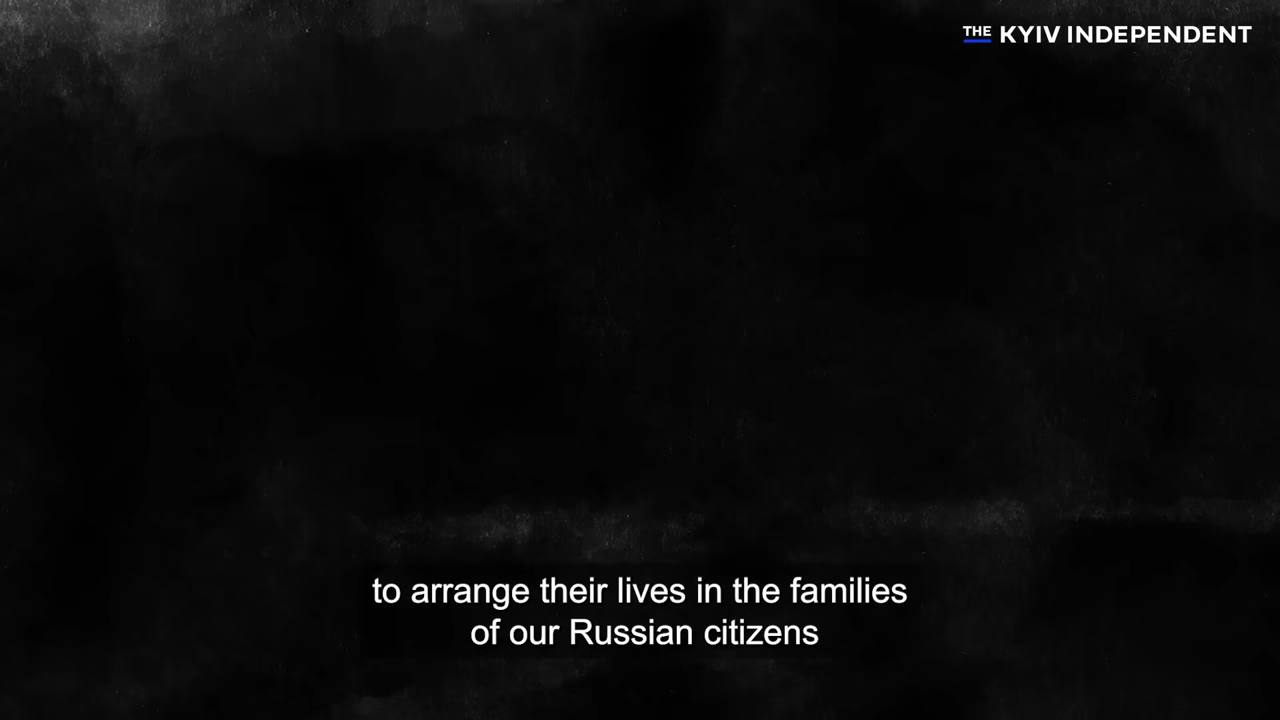 THE KYIV INDEPENDENT
to arrange their lives in the families
of our Russian citizens